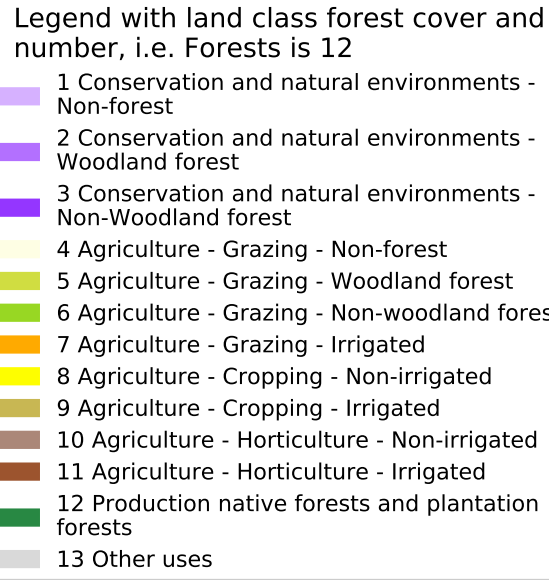 Legend with land class forest cover and
number, i.e. Forests is 12
1 Conservation and natural environments -
Non-forest
2 Conservation and natural environments -
Woodland forest
3 Conservation and natural environments -
Non-Woodland forest
4 Agriculture - Grazing - Non-forest
5 Agriculture - Grazing - Woodland forest
6 Agriculture - Grazing - Non-woodland fores
7 Agriculture - Grazing - Irrigated
8 Agriculture - Cropping - Non-irrigated
9 Agriculture - Cropping - Irrigated
10 Agriculture - Horticulture - Non-irrigated
11 Agriculture - Horticulture - Irrigated
12 Production native forests and plantation
forests
13 Other uses